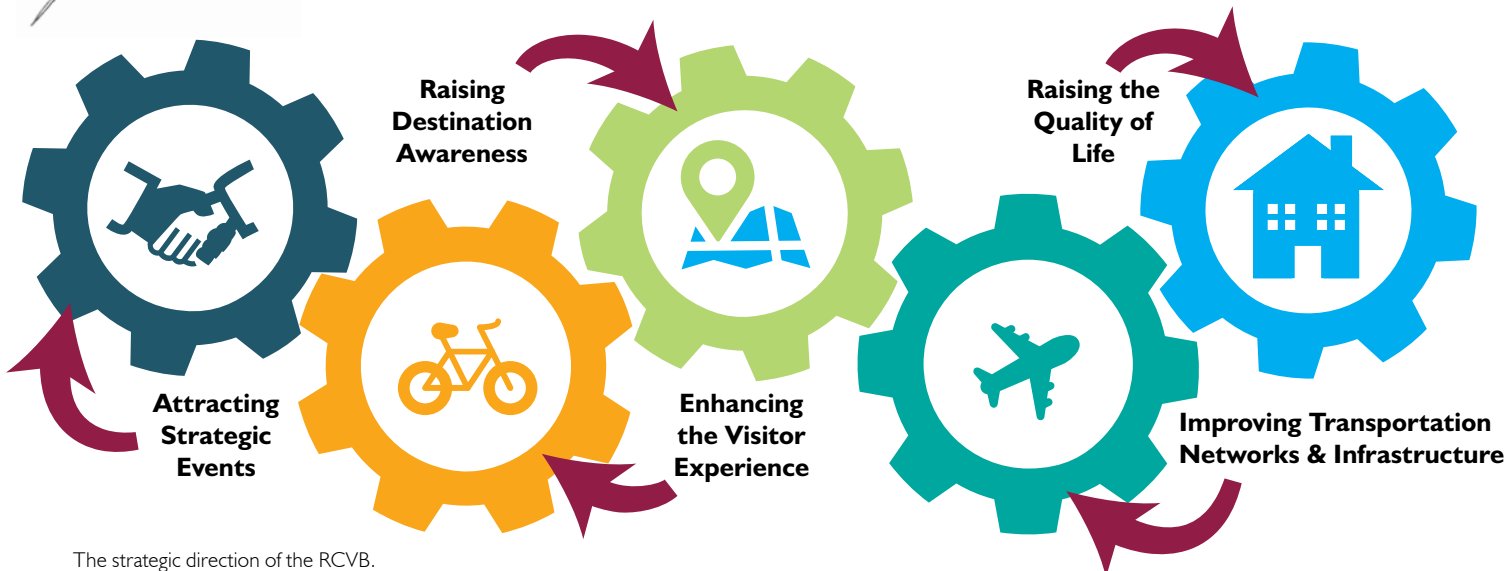 Raising
Destination
Awareness
Raising the
Quality of
Life
Attracting
Strategic
Events
Enhancing
the Visitor
Experience
Improving Transportation
Networks & Infrastructure
The strategic direction of the RCVB.